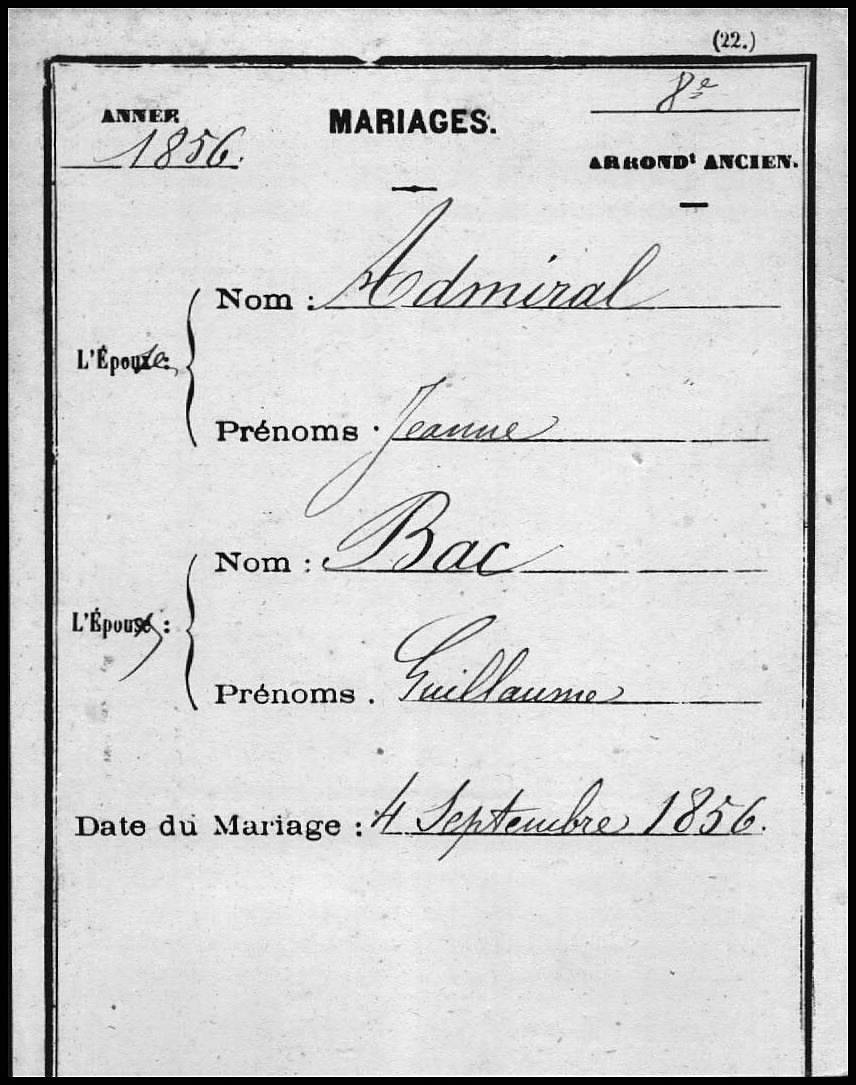 (22.)
ANNÉE
1856.
MARIAGES.
8e
ARRONDt ANCIEN.
Nom : Admiral
L'Épouse:
Prénoms : Jeanne
Nom : Bac
L'Époux :
Prénoms . Guillaume
Date du Mariage : 4 Septembre 1856.